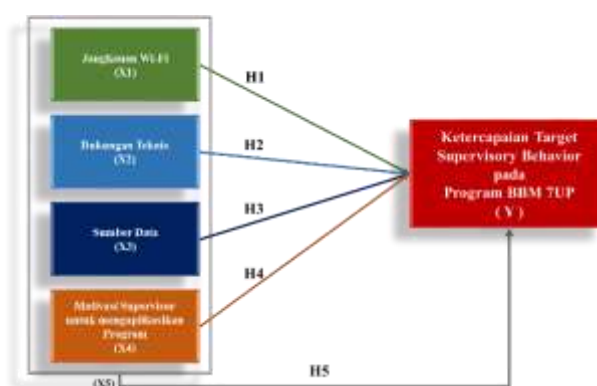 Jangkauan Wi-Fi
(X1)
H1
Dukungan Teknis
(X2)
H2
Sumber Data
(X3)
H3
Motivasi Supervisor
untuk mengaplikasikan
Program
(X4)
H4
Ketercapaian Target
Supervisory Behavior
pada
Program BBM 7UP
( Y )
(X5)
H5